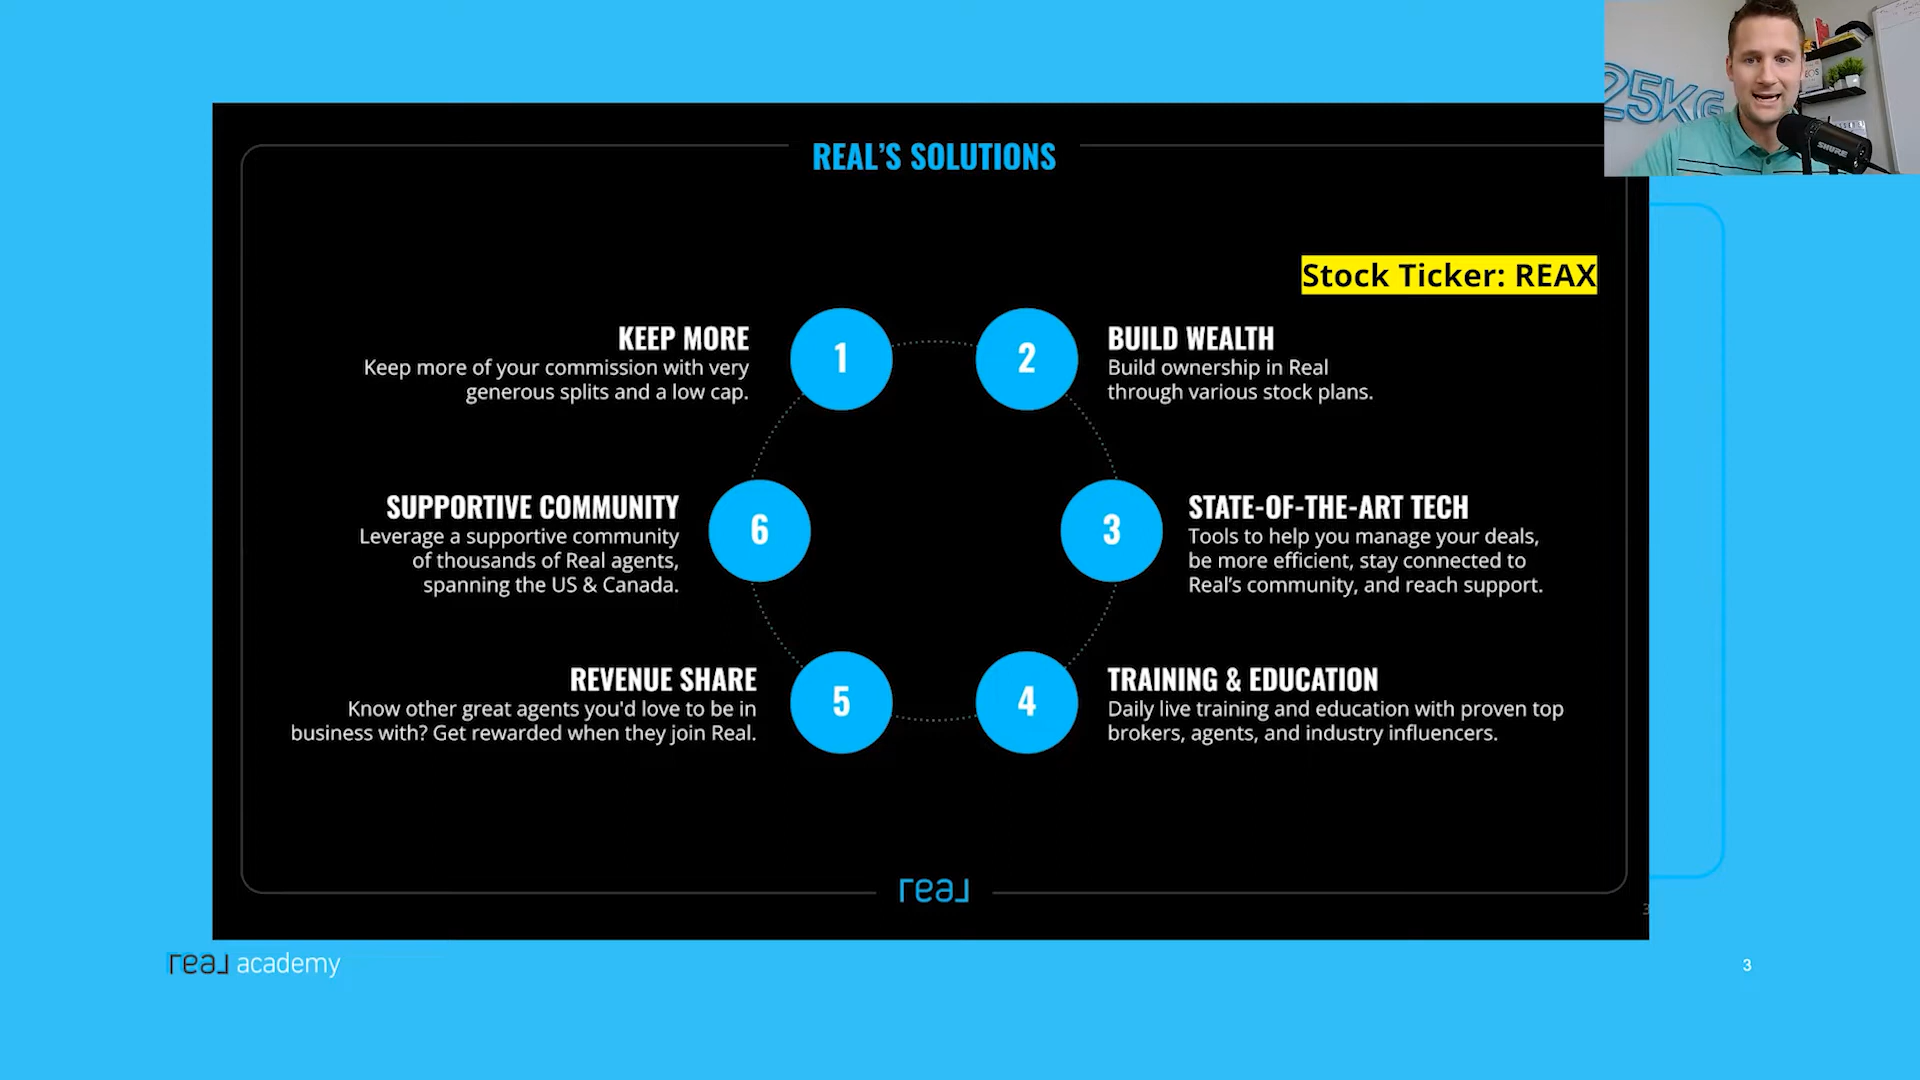 REAL'S SOLUTIONS
25KG
SHURE
Stock Ticker: REAX
1
KEEP MORE
Keep more of your commission with very
generous splits and a low cap.
2
BUILD WEALTH
Build ownership in Real
through various stock plans.
3
STATE-OF-THE-ART TECH
Tools to help you manage your deals,
be more efficient, stay connected to
Real's community, and reach support.
4
TRAINING & EDUCATION
Daily live training and education with proven top
brokers, agents, and industry influencers.
5
REVENUE SHARE
Know other great agents you'd love to be in
business with? Get rewarded when they join Real.
6
SUPPORTIVE COMMUNITY
Leverage a supportive community
of thousands of Real agents,
spanning the US & Canada.
real
3
real academy
3